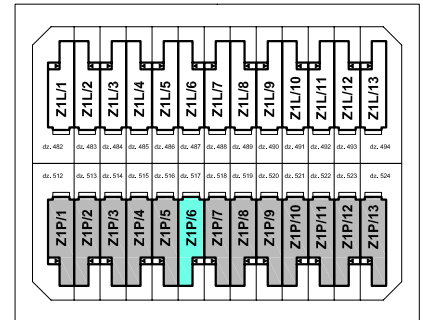 Z1L/1 Z1L/2 Z1L/3 Z1L/4 Z1L/5 Z1L/6 Z1L/7 Z1L/8 Z1L/9 Z1L/10 Z1L/11 Z1L/12 Z1L/13
dz. 482 dz. 483 dz. 484 dz. 485 dz. 486 dz. 487 dz. 488 dz. 489 dz. 490 dz. 491 dz. 492 dz. 493 dz. 494
dz. 512 dz. 513 dz. 514 dz. 515 dz. 516 dz. 517 dz. 518 dz. 519 dz. 520 dz. 521 dz. 522 dz. 523 dz. 524
Z1P/1 Z1P/2 Z1P/3 Z1P/4 Z1P/5 Z1P/6 Z1P/7 Z1P/8 Z1P/9 Z1P/10 Z1P/11 Z1P/12 Z1P/13